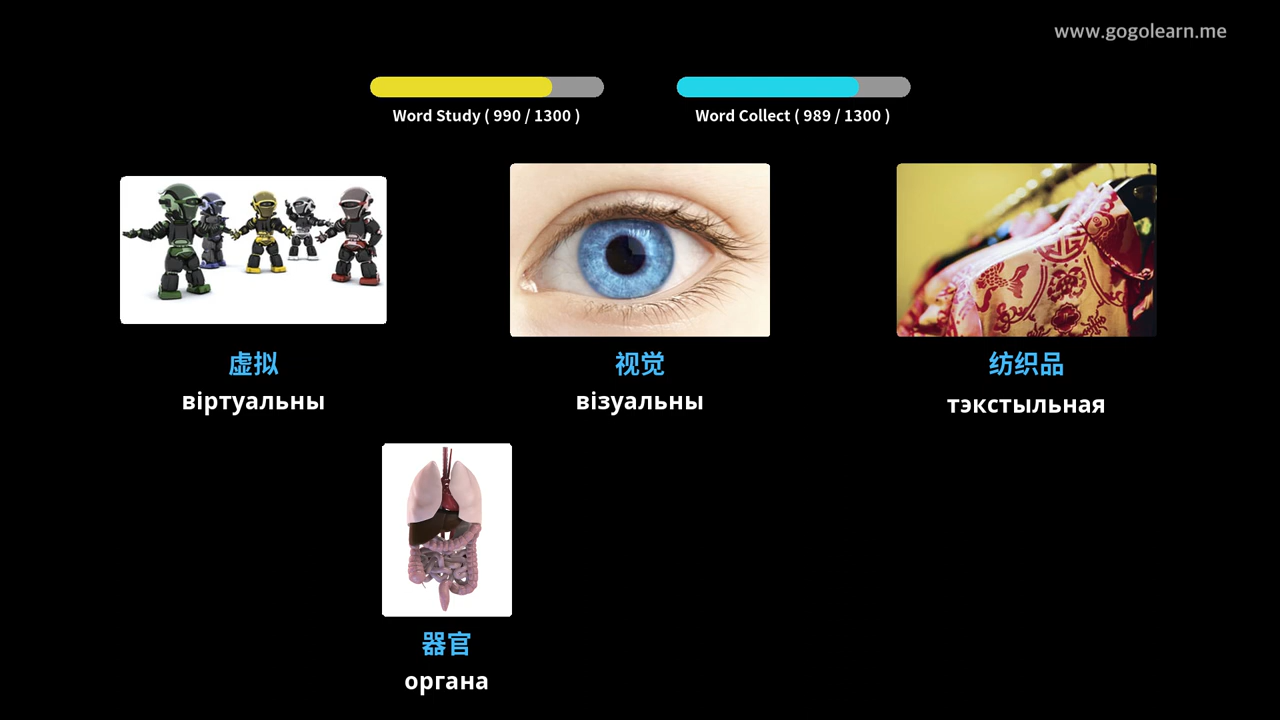 www.gogolearn.me
Word Study ( 990 / 1300 )
Word Collect ( 989 / 1300 )
虚拟
віртуальны
视觉
візуальны
纺织品
тэкстыльная
器官
органа